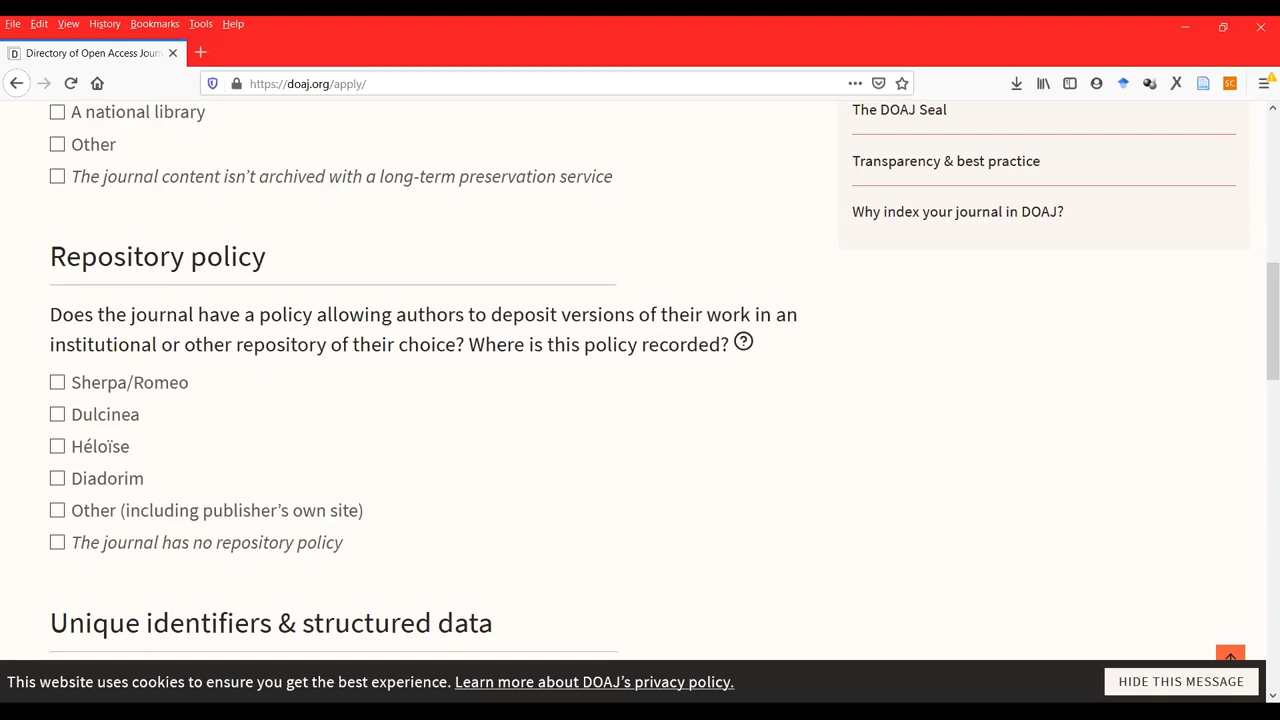 File Edit View History Bookmarks Tools Help
D Directory of Open Access Jour
https://doaj.org/apply/
SC
A national library
Other
The journal content isn’t archived with a long-term preservation service
The DOAJ Seal
Transparency & best practice
Why index your journal in DOAJ?
Repository policy
Does the journal have a policy allowing authors to deposit versions of their work in an
institutional or other repository of their choice? Where is this policy recorded? ?
Sherpa/Romeo
Dulcinea
Héloïse
Diadorim
Other (including publisher’s own site)
The journal has no repository policy
Unique identifiers & structured data
This website uses cookies to ensure you get the best experience. Learn more about DOAJ’s privacy policy.
HIDE THIS MESSAGE